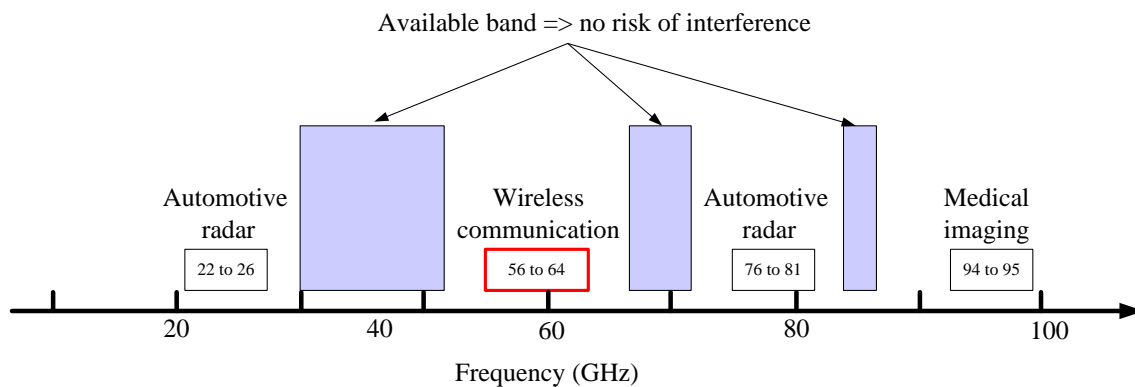 Available band => no risk of interference
Automotive
radar
22 to 26
Wireless
communication
56 to 64
Automotive
radar
76 to 81
Medical
imaging
94 to 95
20
40
60
80
100
Frequency (GHz)